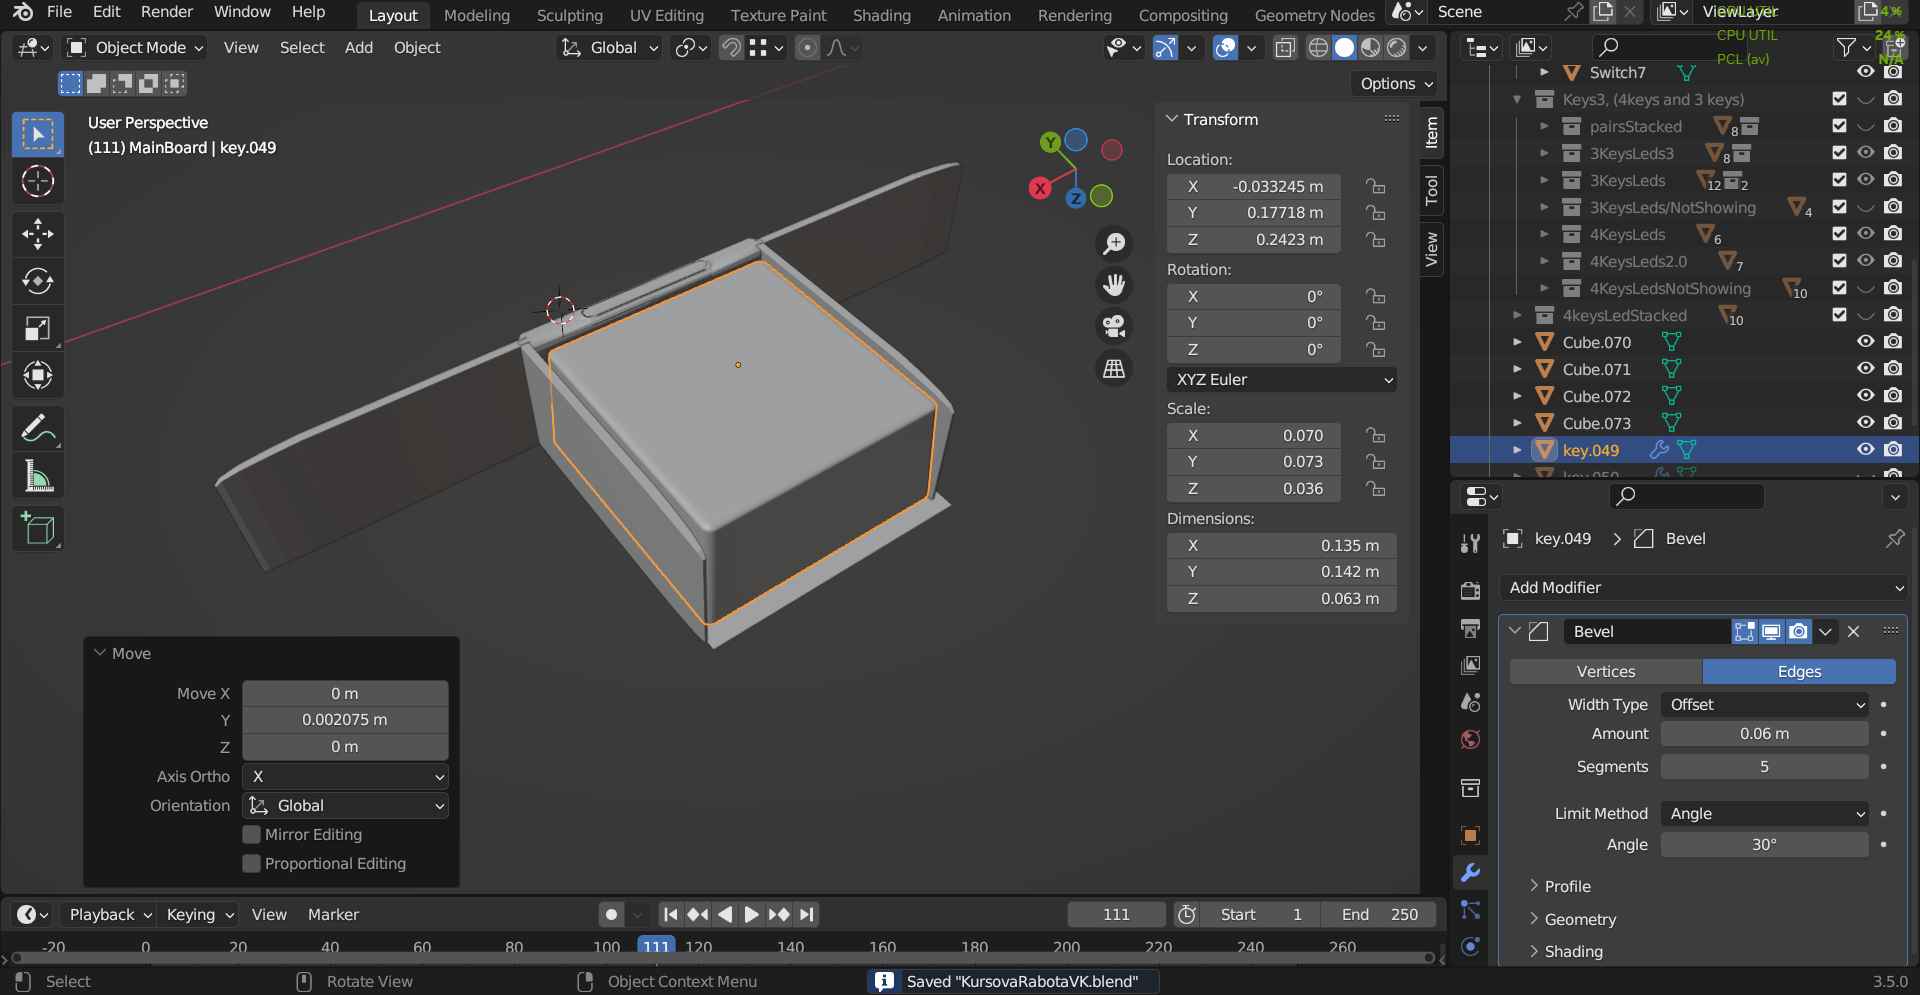 File Edit Render Window Help Layout Modeling Sculpting UV Editing Texture Paint Shading Animation Rendering Compositing Geometry Nodes Scene ViewLayer
CPU UTIL 24 %
PCL (av) N/A
Object Mode View Select Add Object Global
Options
User Perspective
(111) MainBoard | key.049
Y
X
Z
Transform
Location:
X -0.033245 m
Y 0.17718 m
Z 0.2423 m
Rotation:
X 0°
Y 0°
Z 0°
XYZ Euler
Scale:
X 0.070
Y 0.073
Z 0.036
Dimensions:
X 0.135 m
Y 0.142 m
Z 0.063 m
Item
Tool
View
Switch7
Keys3, (4keys and 3 keys)
pairsStacked 8
3KeysLeds3 8
3KeysLeds 12 2
3KeysLeds/NotShowing 4
4KeysLeds 6
4KeysLeds2.0 7
4KeysLedsNotShowing 10
4keysLedStacked 10
Cube.070
Cube.071
Cube.072
Cube.073
key.049
key.049 > Bevel
Add Modifier
Bevel
Vertices Edges
Width Type Offset
Amount 0.06 m
Segments 5
Limit Method Angle
Angle 30°
Profile
Geometry
Shading
Move
Move X 0 m
Y 0.002075 m
Z 0 m
Axis Ortho X
Orientation Global
Mirror Editing
Proportional Editing
Playback Keying View Marker 111 Start 1 End 250
-20 0 20 40 60 80 100 111 120 140 160 180 200 220 240 260
Select Rotate View Object Context Menu Saved "KursovaRabotaVK.blend" 3.5.0